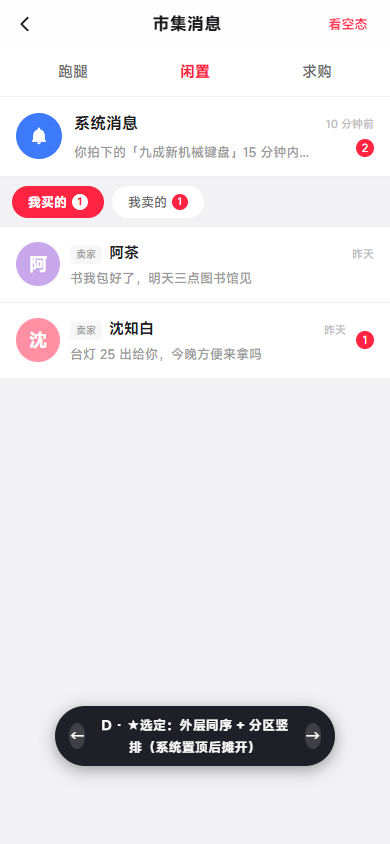 市集消息
看空态
跑腿
闲置
求购
系统消息
10 分钟前
你拍下的「九成新机械键盘」15 分钟内...
2
我买的 1
我卖的 1
阿
卖家 阿茶
昨天
书我包好了，明天三点图书馆见
沈
卖家 沈知白
昨天
台灯 25 出给你，今晚方便来拿吗
1
←
D · ★选定：外层同序 + 分区竖
排（系统置顶后摊开）
→